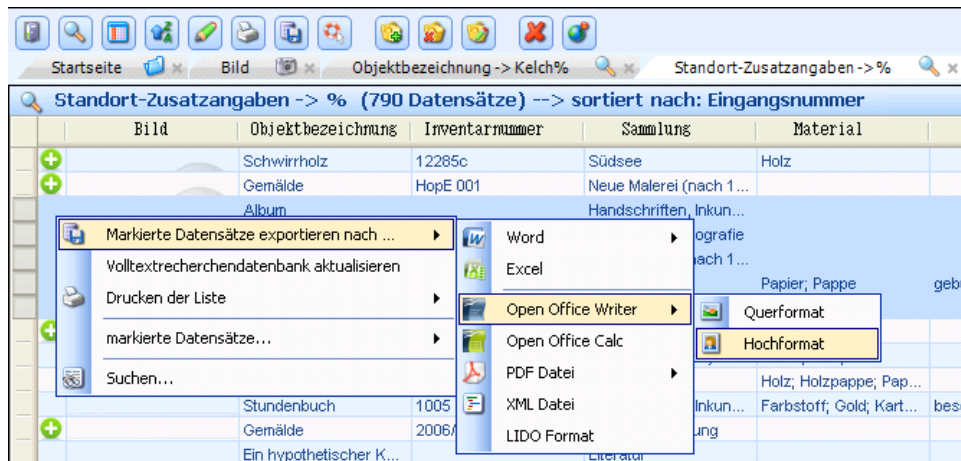 Startseite Bild Objektbezeichnung -> Kelch% Standort-Zusatzangaben -> %
Standort-Zusatzangaben -> % (790 Datensätze) --> sortiert nach: Eingangsnummer
Bild Objektbezeichnung Inventarnummer Sammlung Material
Schwirrholz 12285c Südsee Holz
Gemälde HopE 001 Neue Malerei (nach 1...
Album Handschriften, Inkun...
Markierte Datensätze exportieren nach ... Word ografie
Volltextrecherchendatenbank aktualisieren Excel nach 1...
Papier; Pappe
Drucken der Liste Open Office Writer Querformat
markierte Datensätze... Open Office Calc Hochformat
Suchen... PDF Datei Holz; Holzpappe; Pap...
Stundenbuch 1005 XML Datei Inkun... Farbstoff; Gold; Kart...
Gemälde 2006/ LIDO Format ung
Ein hypothetischer K... Literatur